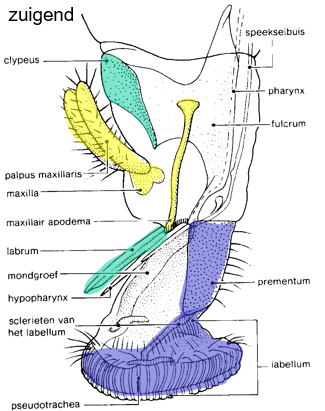 zuigend
speekselbuis
clypeus
pharynx
fulcrum
palpus maxillaris
maxilla
maxillair apodema
labrum
mondgroef
prementum
hypopharynx
sclerieten van
het labellum
labellum
pseudotrachea